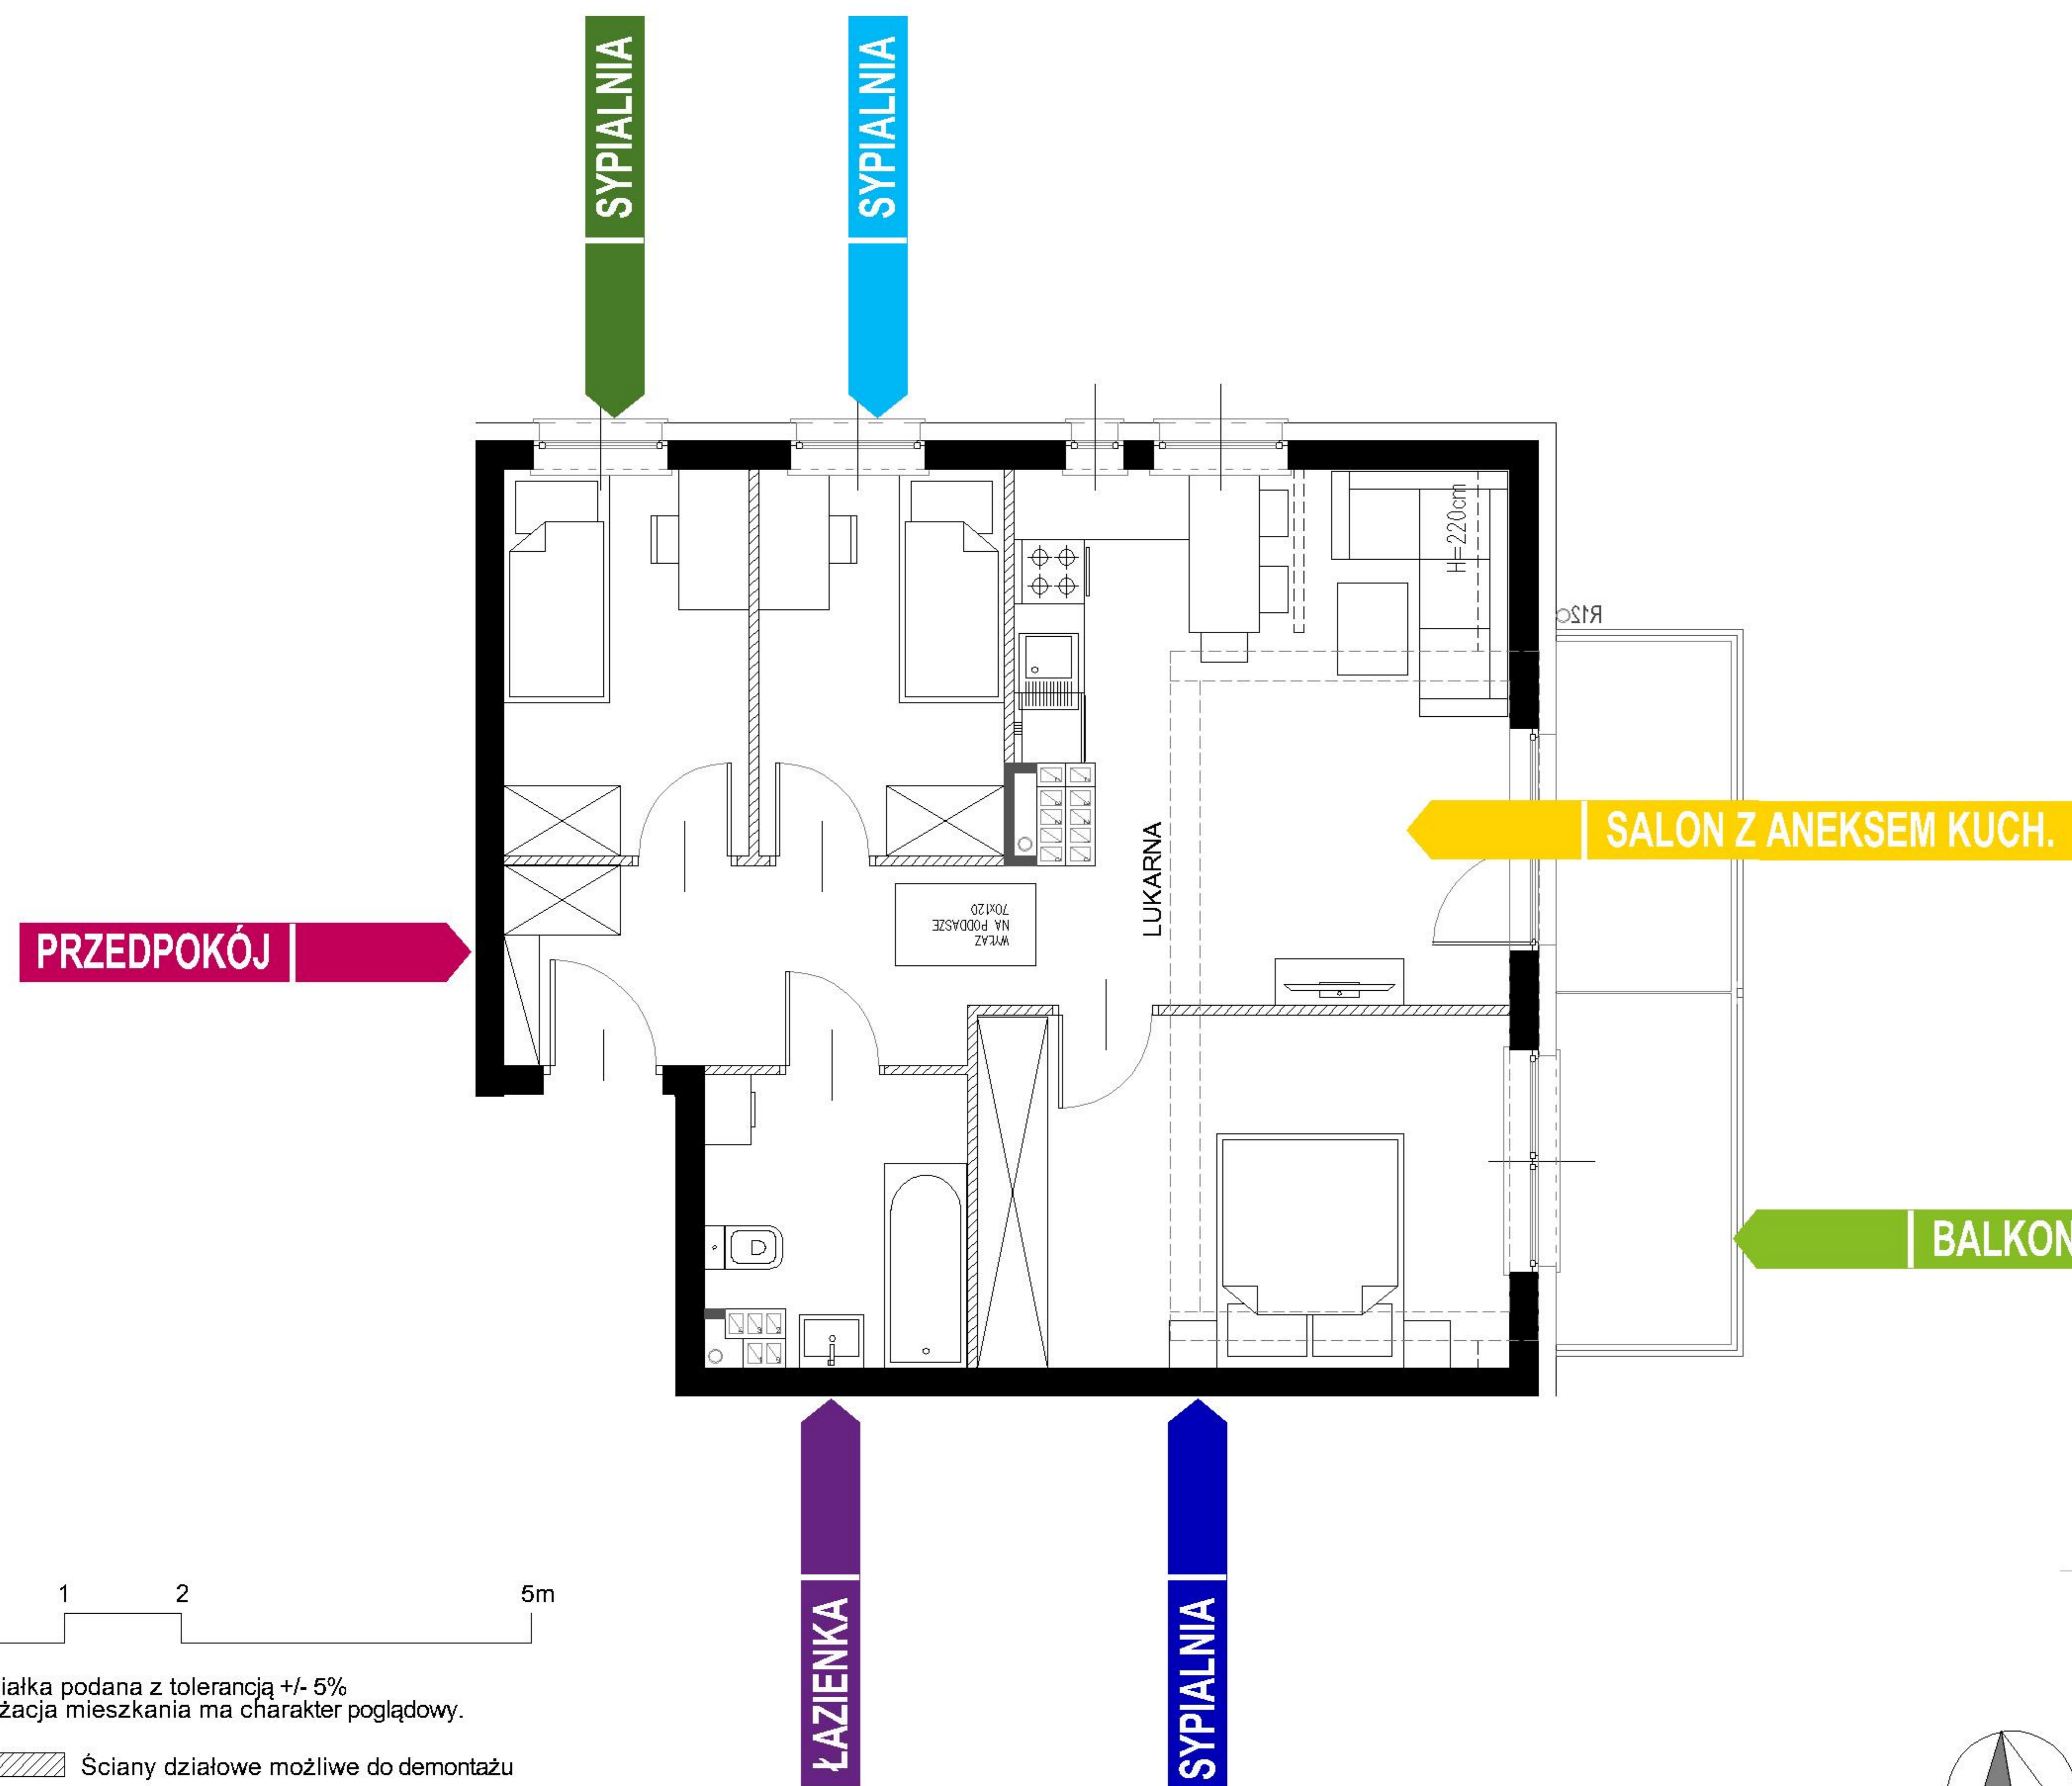 SYPIALNIA
SYPIALNIA
H=220cm
R12
SALON Z ANEKSEM KUCH.
LUKARNA
WYŁAZ
NA PODDASZE
70x120
PRZEDPOKÓJ
BALKON
ŁAZIENKA
SYPIALNIA
1 2 5m
iałka podana z tolerancją +/- 5%
żacja mieszkania ma charakter poglądowy.
Ściany działowe możliwe do demontażu